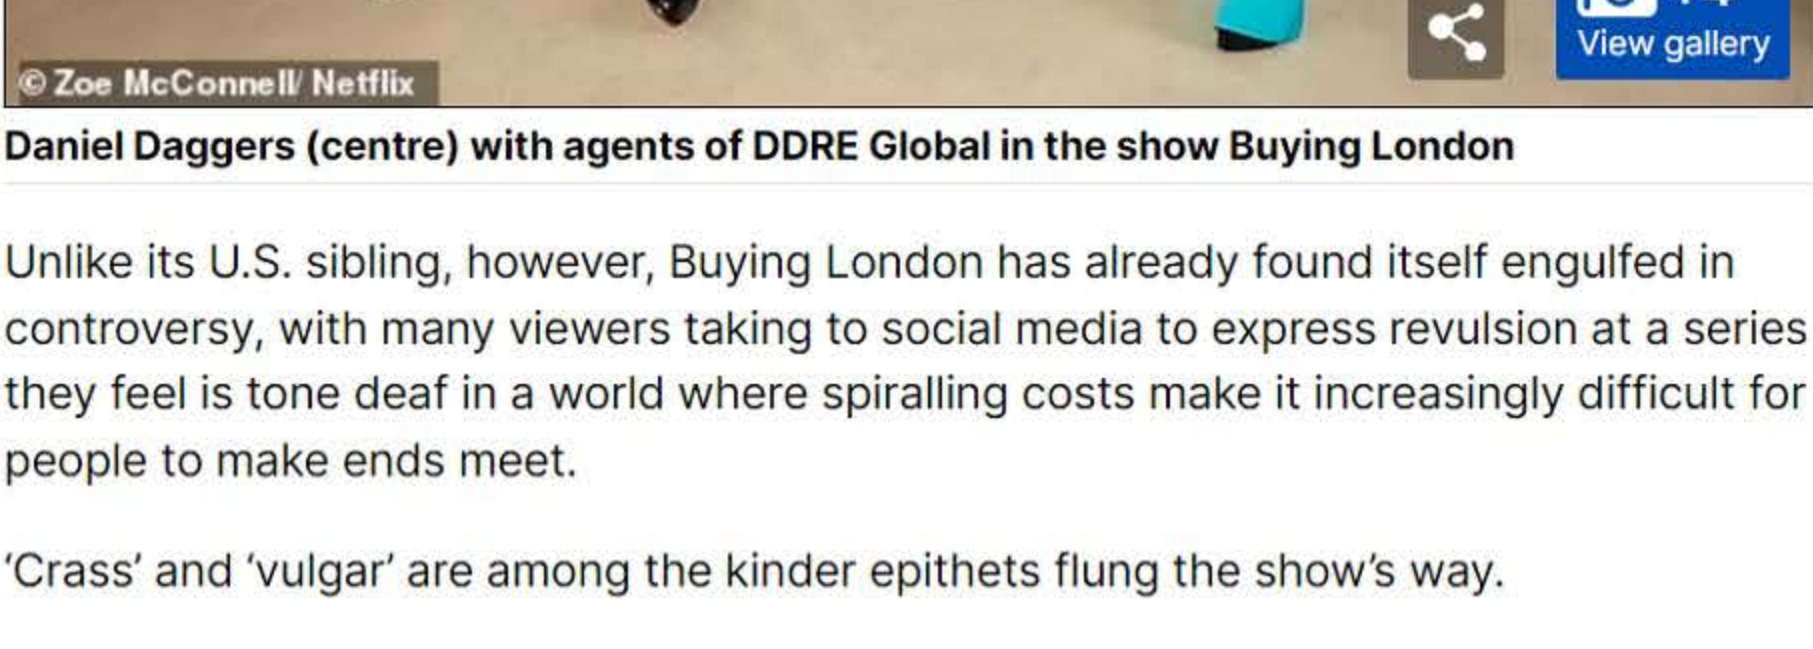 © Zoe McConnell/ Netflix
View gallery
Daniel Daggers (centre) with agents of DDRE Global in the show Buying London
Unlike its U.S. sibling, however, Buying London has already found itself engulfed in
controversy, with many viewers taking to social media to express revulsion at a series
they feel is tone deaf in a world where spiralling costs make it increasingly difficult for
people to make ends meet.
‘Crass’ and ‘vulgar’ are among the kinder epithets flung the show’s way.